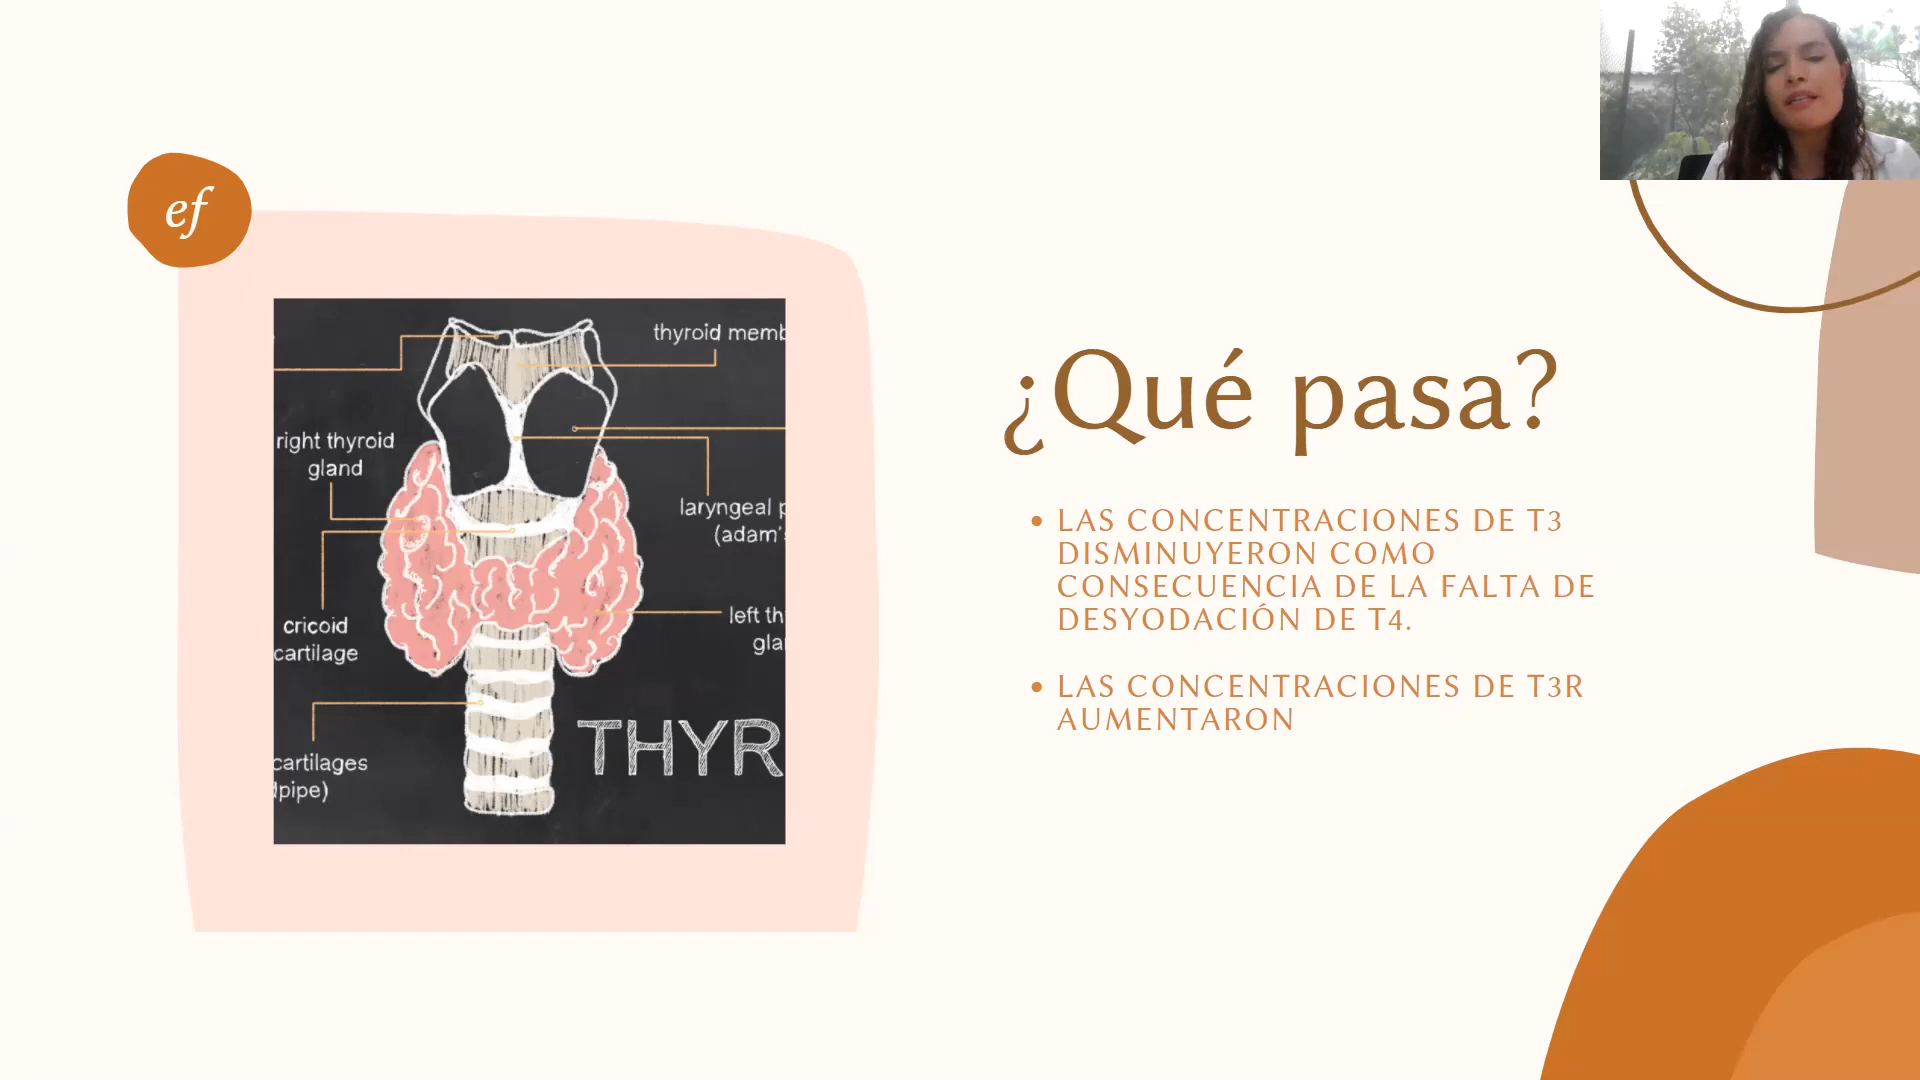 ef
thyroid memb
right thyroid
gland
laryngeal p
(adam's
left th
gla
cricoid
cartilage
cartilages
dpipe)
THYR
¿Qué pasa?
• LAS CONCENTRACIONES DE T3
DISMINUYERON COMO
CONSECUENCIA DE LA FALTA DE
DESYODACIÓN DE T4.
• LAS CONCENTRACIONES DE T3R
AUMENTARON